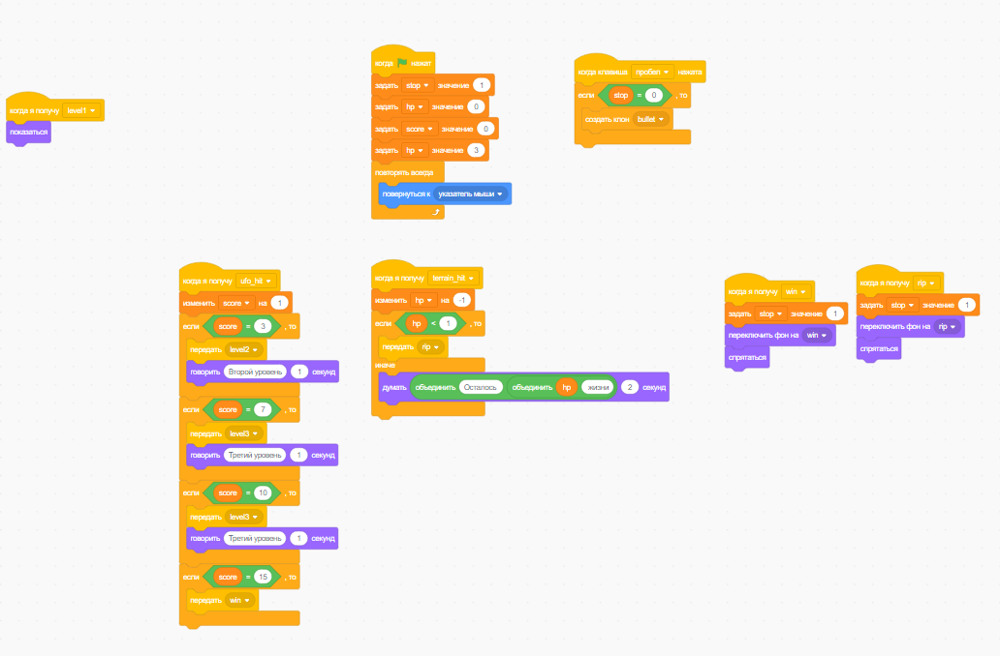 когда я получу level1
показаться
когда нажат
задать stop значение 1
задать hp значение 0
задать score значение 0
задать hp значение 3
повторять всегда
повернуться к указатель мыши
когда клавиша пробел нажата
если stop = 0 , то
создать клон bullet
когда я получу ufo_hit
изменить score на 1
если score = 3 , то
передать level2
говорить Второй уровень 1 секунд
если score = 7 , то
передать level3
говорить Третий уровень 1 секунд
если score = 10 , то
передать level3
говорить Третий уровень 1 секунд
если score = 15 , то
передать win
когда я получу terrain_hit
изменить hp на -1
если hp < 1 , то
передать rip
иначе
думать объединить Осталось объединить hp жизни 2 секунд
когда я получу win
задать stop значение 1
переключить фон на win
спрятаться
когда я получу rip
задать stop значение 1
переключить фон на rip
спрятаться